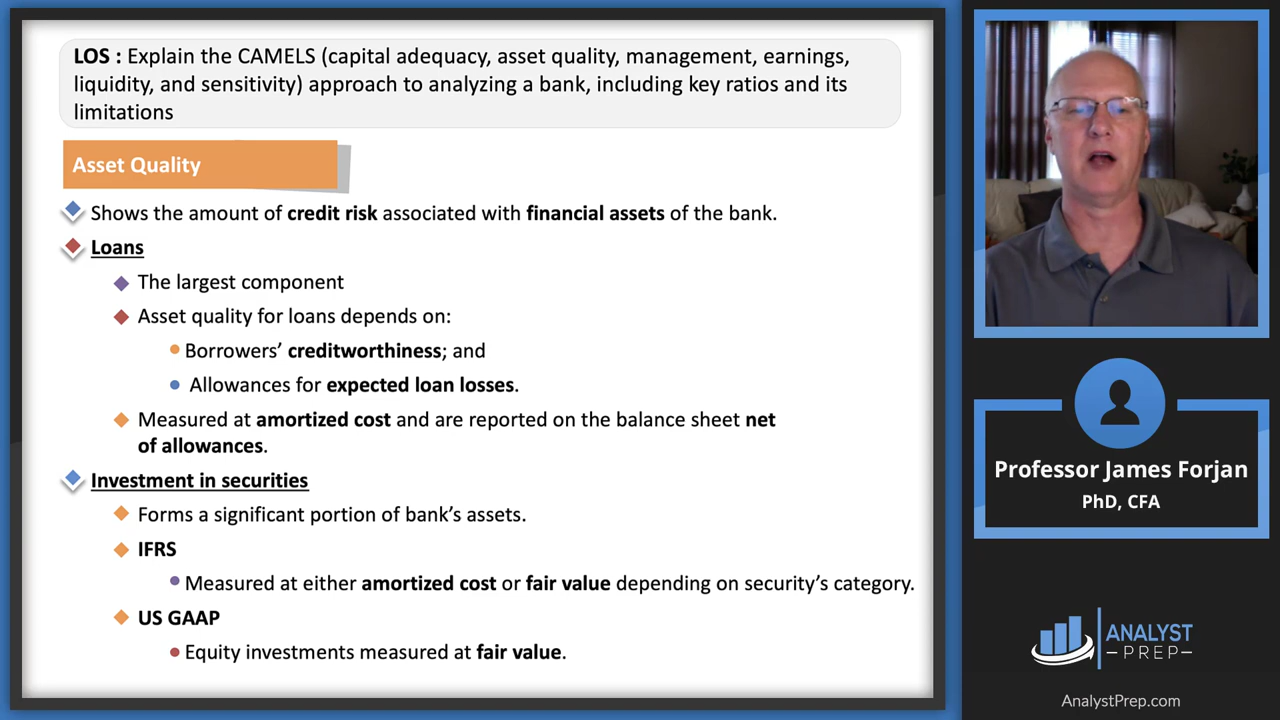 LOS : Explain the CAMELS (capital adequacy, asset quality, management, earnings,
liquidity, and sensitivity) approach to analyzing a bank, including key ratios and its
limitations
Asset Quality
Shows the amount of credit risk associated with financial assets of the bank.
Loans
The largest component
Asset quality for loans depends on:
Borrowers’ creditworthiness; and
Allowances for expected loan losses.
Measured at amortized cost and are reported on the balance sheet net
of allowances.
Investment in securities
Forms a significant portion of bank’s assets.
IFRS
Measured at either amortized cost or fair value depending on security’s category.
US GAAP
Equity investments measured at fair value.
Professor James Forjan
PhD, CFA
ANALYST
PREP
AnalystPrep.com